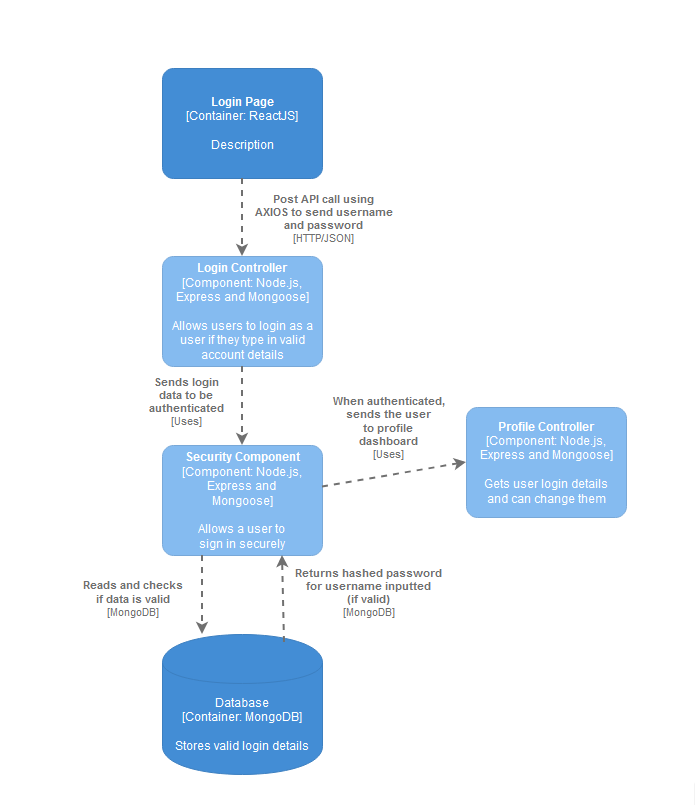 Login Page
[Container: ReactJS]
Description
Post API call using
AXIOS to send username
and password
[HTTP/JSON]
Login Controller
[Component: Node.js,
Express and Mongoose]
Allows users to login as a
user if they type in valid
account details
Sends login
data to be
authenticated
[Uses]
When authenticated,
sends the user
to profile
dashboard
[Uses]
Profile Controller
[Component: Node.js,
Express and Mongoose]
Gets user login details
and can change them
Security Component
[Component: Node.js,
Express and
Mongoose]
Allows a user to
sign in securely
Reads and checks
if data is valid
[MongoDB]
Returns hashed password
for username inputted
(if valid)
[MongoDB]
Database
[Container: MongoDB]
Stores valid login details